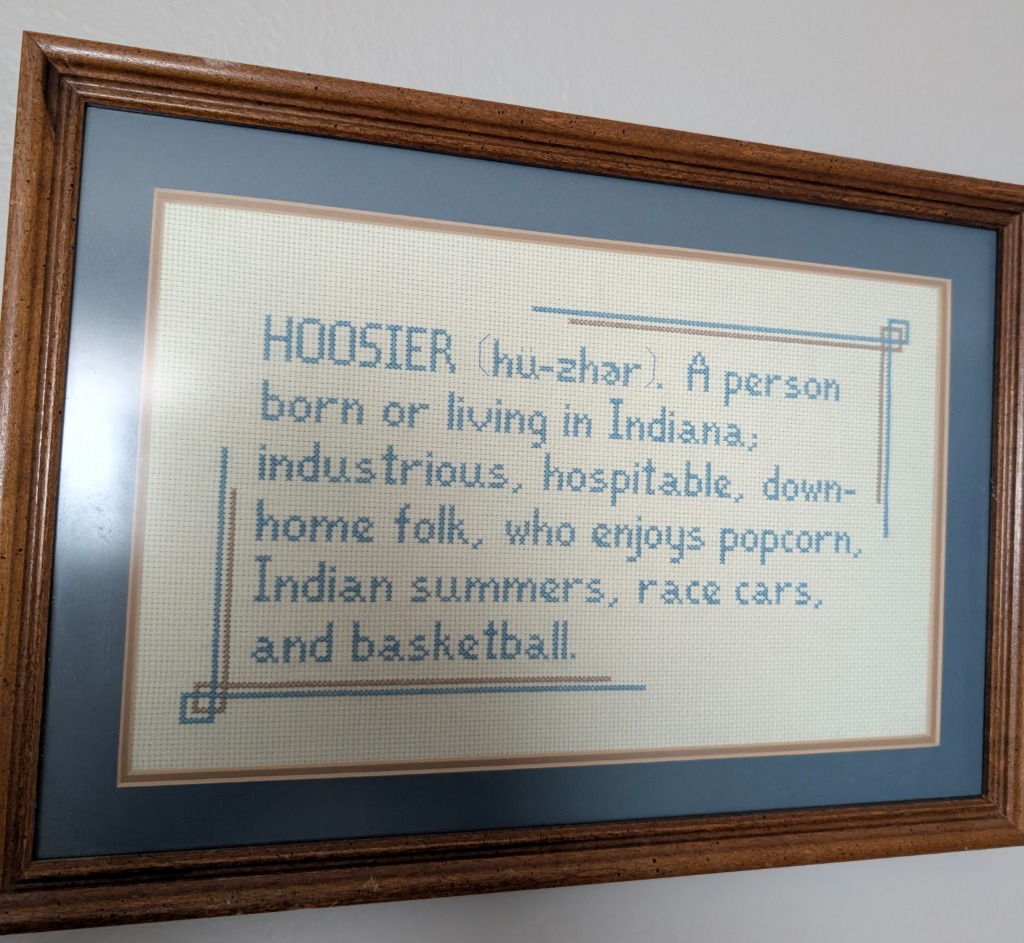 HOOSIER (hü-zhər). A person
born or living in Indiana;
industrious, hospitable, down-
home folk, who enjoys popcorn,
Indian summers, race cars,
and basketball.